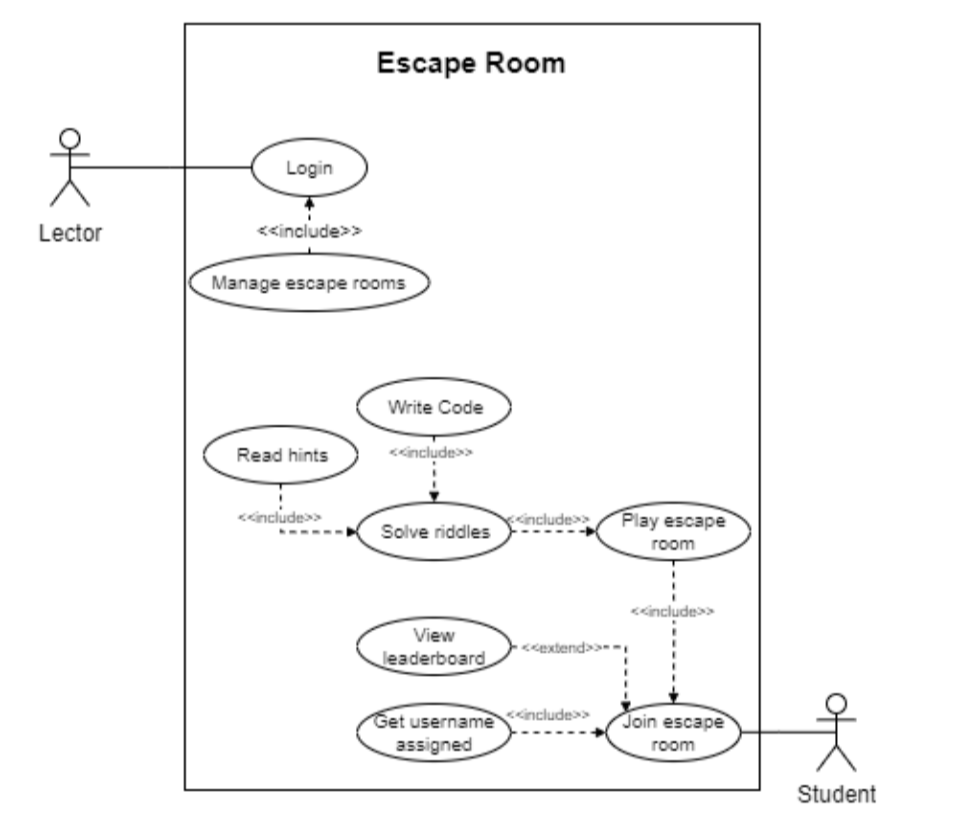 Escape Room
Login
Lector
<<include>>
Manage escape rooms
Write Code
Read hints
<<include>>
<<include>>
Solve riddles
<<include>>
Play escape
room
<<include>>
View
leaderboard
<<extend>>
Get username
assigned
<<include>>
Join escape
room
Student